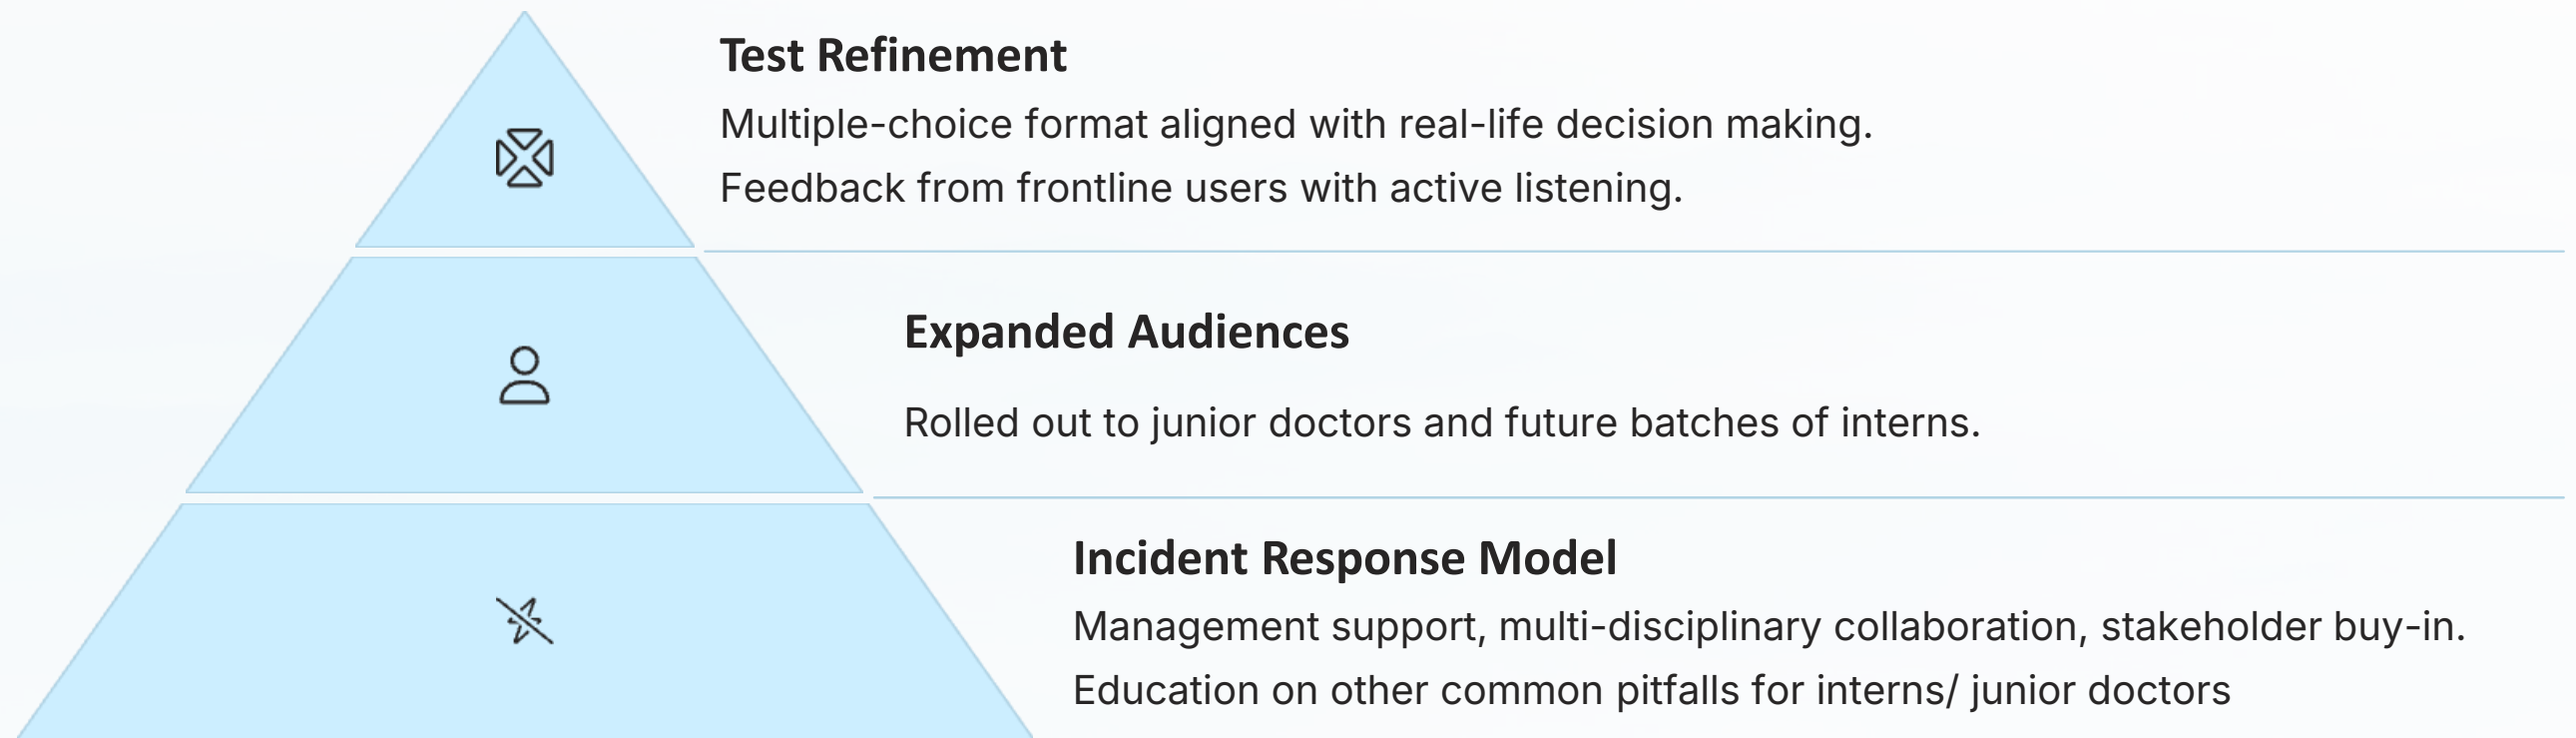 Test Refinement
Multiple-choice format aligned with real-life decision making.
Feedback from frontline users with active listening.
Expanded Audiences
Rolled out to junior doctors and future batches of interns.
Incident Response Model
Management support, multi-disciplinary collaboration, stakeholder buy-in.
Education on other common pitfalls for interns/ junior doctors